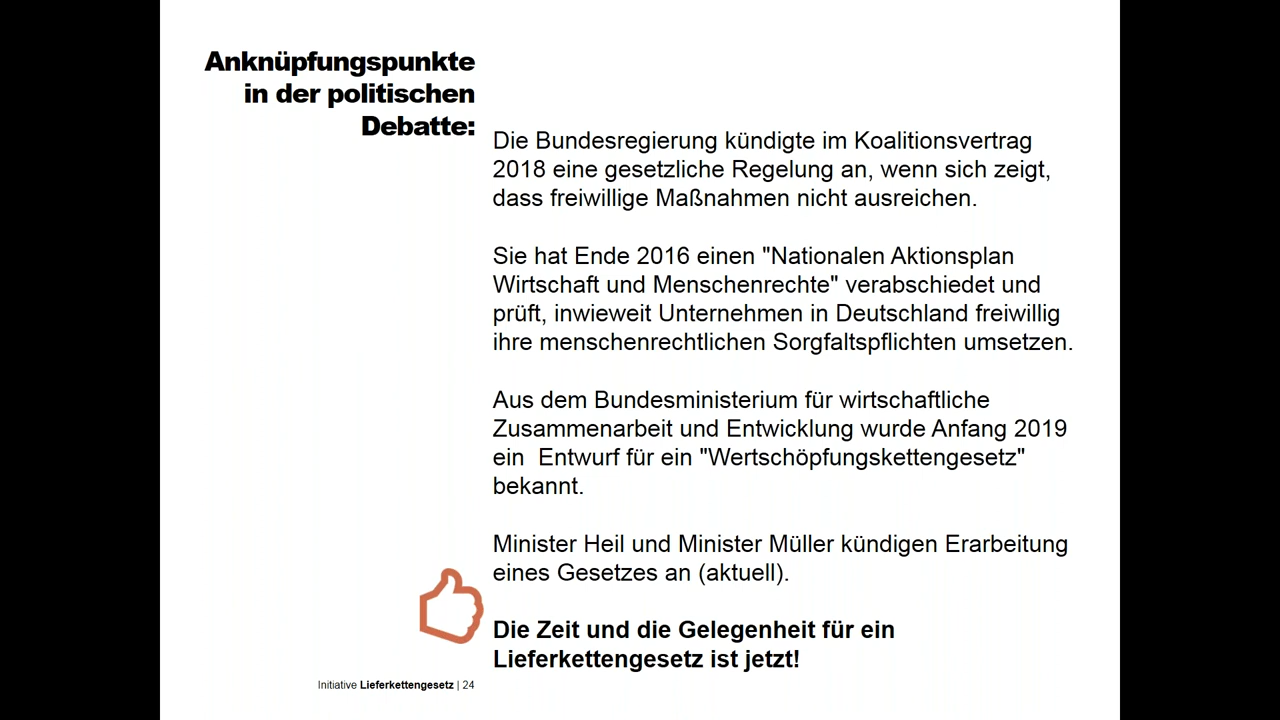 Anknüpfungspunkte
in der politischen
Debatte:
Die Bundesregierung kündigte im Koalitionsvertrag
2018 eine gesetzliche Regelung an, wenn sich zeigt,
dass freiwillige Maßnahmen nicht ausreichen.
Sie hat Ende 2016 einen "Nationalen Aktionsplan
Wirtschaft und Menschenrechte" verabschiedet und
prüft, inwieweit Unternehmen in Deutschland freiwillig
ihre menschenrechtlichen Sorgfaltspflichten umsetzen.
Aus dem Bundesministerium für wirtschaftliche
Zusammenarbeit und Entwicklung wurde Anfang 2019
ein  Entwurf für ein "Wertschöpfungskettengesetz"
bekannt.
Minister Heil und Minister Müller kündigen Erarbeitung
eines Gesetzes an (aktuell).
Die Zeit und die Gelegenheit für ein
Lieferkettengesetz ist jetzt!
Initiative Lieferkettengesetz | 24